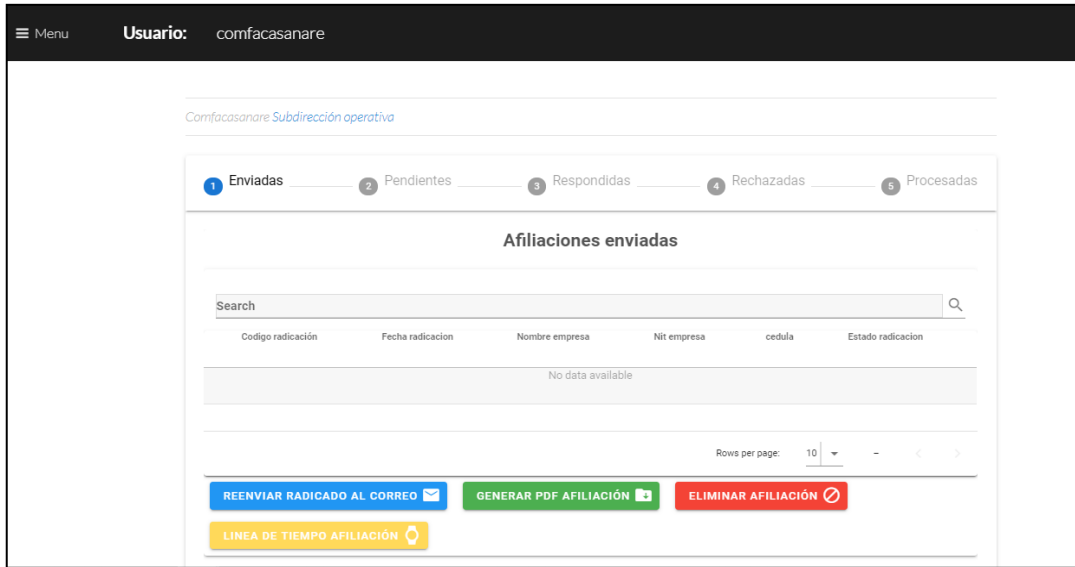 Menu Usuario: comfacasanare
Comfacasanare Subdirección operativa
1 Enviadas 2 Pendientes 3 Respondidas 4 Rechazadas 5 Procesadas
Afiliaciones enviadas
Search
Codigo radicación Fecha radicacion Nombre empresa Nit empresa cedula Estado radicacion
No data available
Rows per page: 10 –
REENVIAR RADICADO AL CORREO GENERAR PDF AFILIACIÓN ELIMINAR AFILIACIÓN
LINEA DE TIEMPO AFILIACIÓN